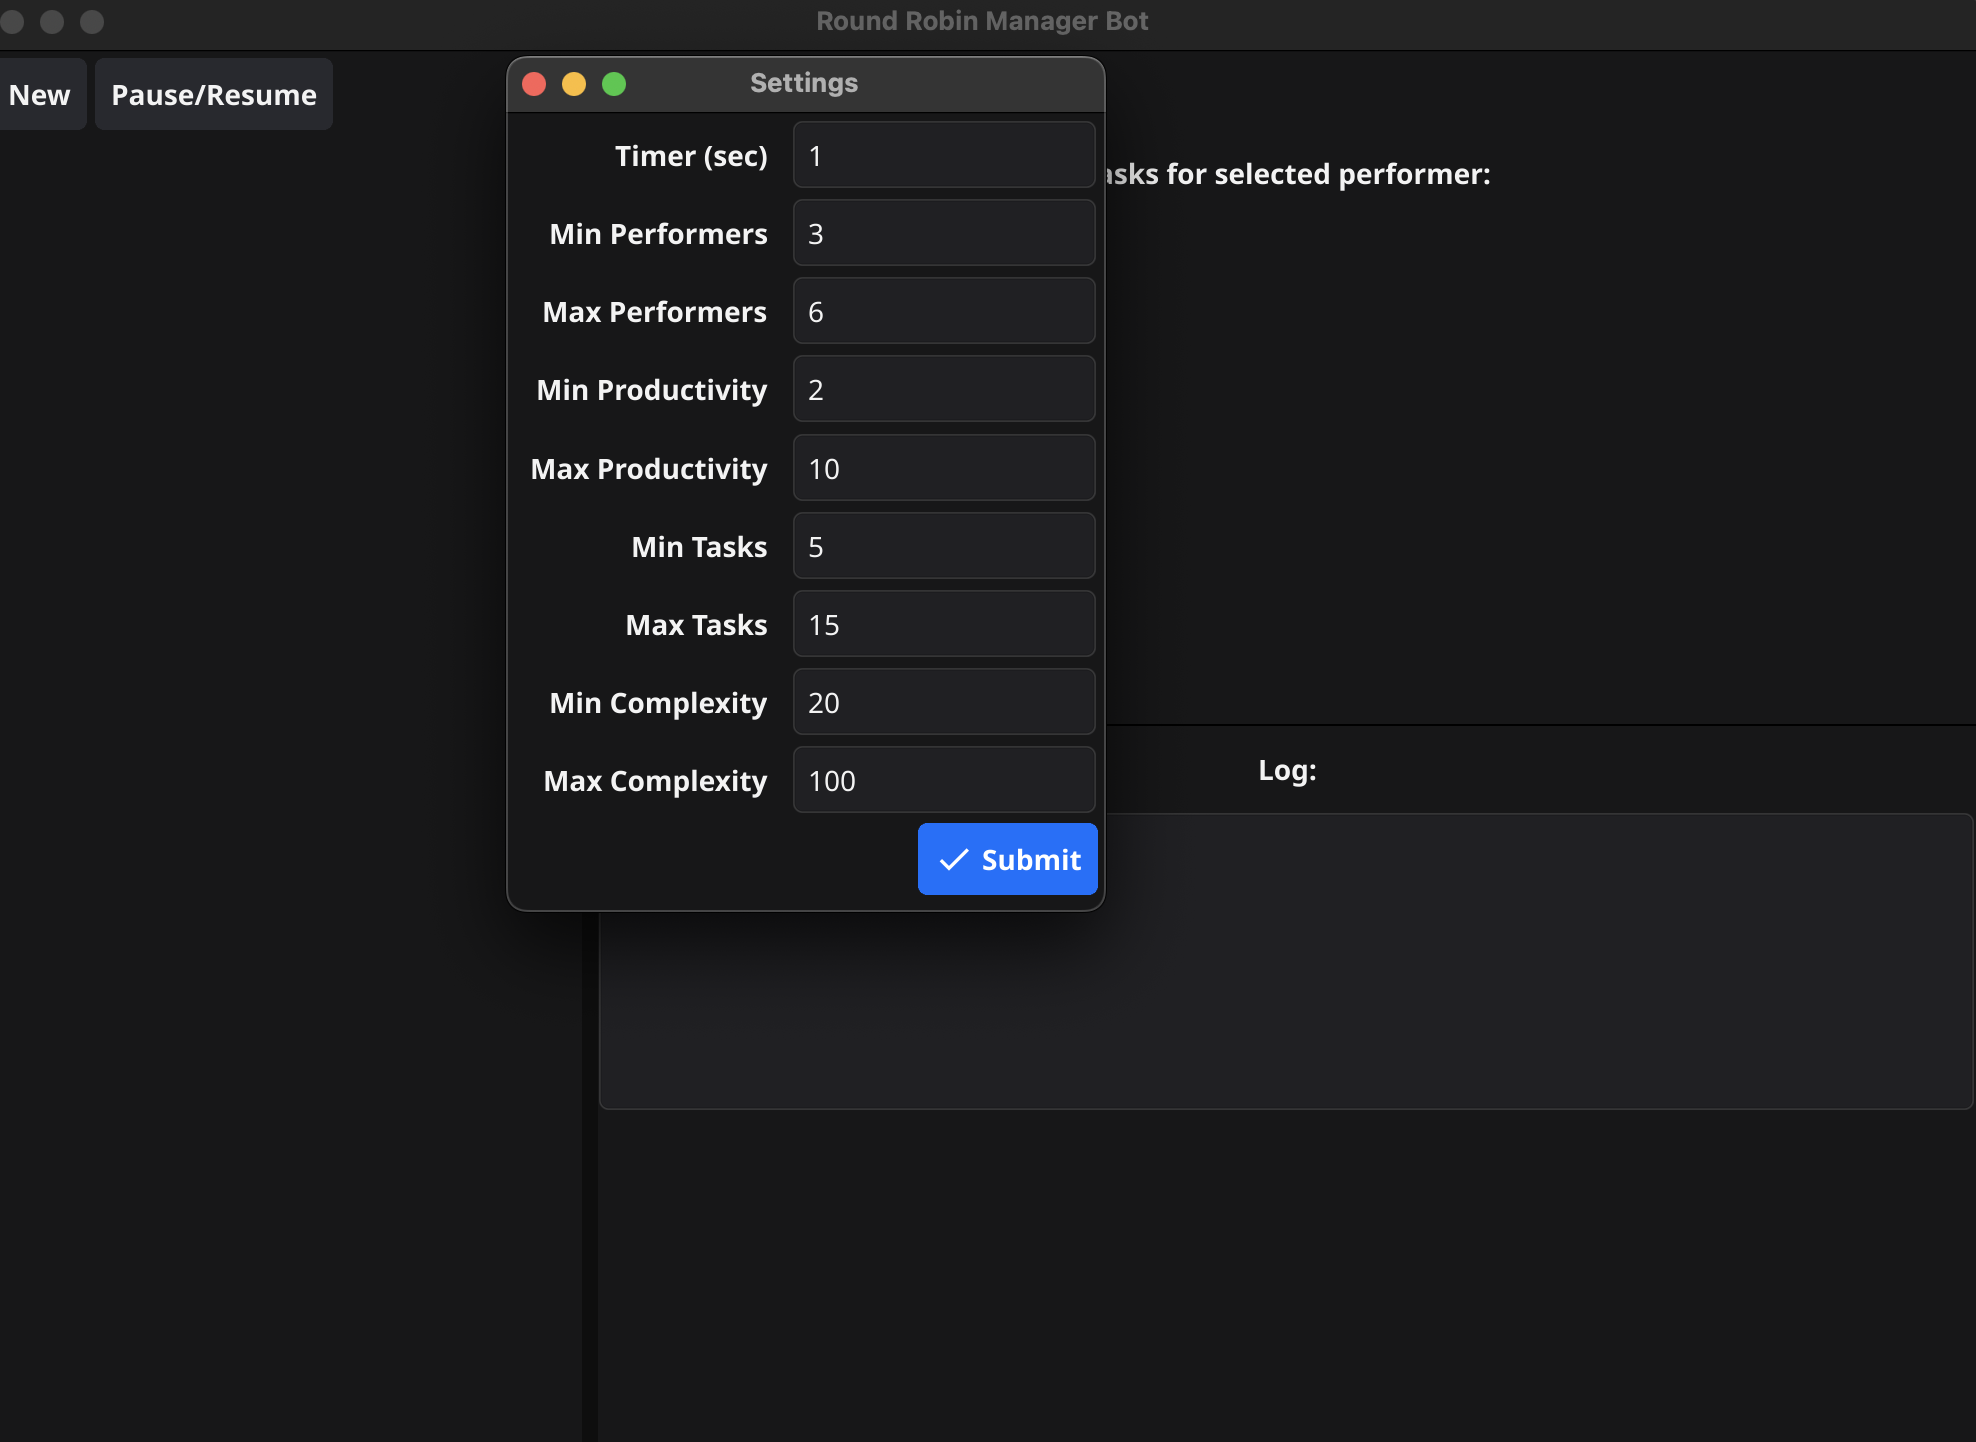 Round Robin Manager Bot
New
Pause/Resume
Settings
Timer (sec) 1
Min Performers 3
Max Performers 6
Min Productivity 2
Max Productivity 10
Min Tasks 5
Max Tasks 15
Min Complexity 20
Max Complexity 100
Submit
asks for selected performer:
Log: